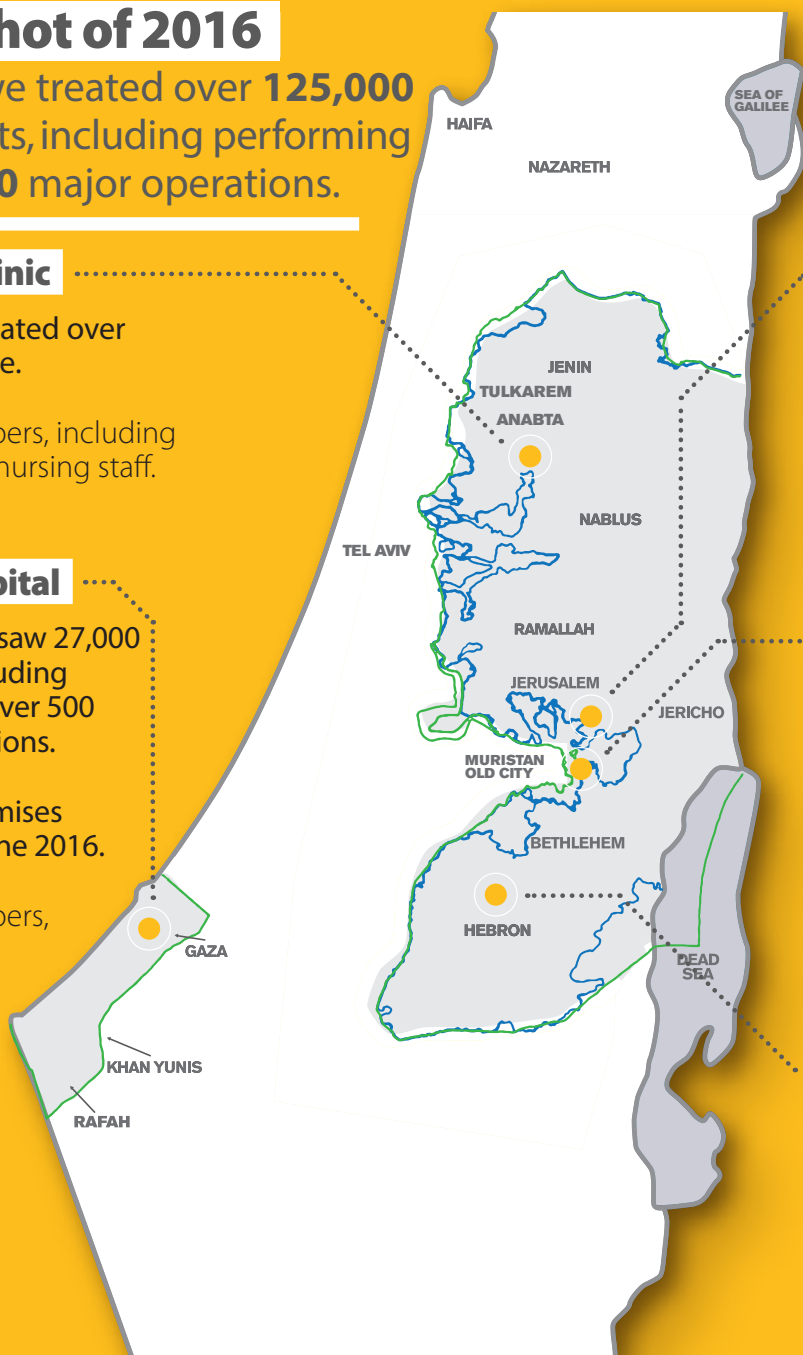 hot of 2016
ve treated over 125,000
ts, including performing
0 major operations.
inic
ated over
e.
bers, including
nursing staff.
pital
saw 27,000
uding
ver 500
ions.
mises
ne 2016.
bers,
HAIFA
SEA OF
GALILEE
NAZARETH
JENIN
TULKAREM
ANABTA
NABLUS
TEL AVIV
RAMALLAH
JERUSALEM
JERICHO
MURISTAN
OLD CITY
BETHLEHEM
HEBRON
GAZA
DEAD
SEA
KHAN YUNIS
RAFAH